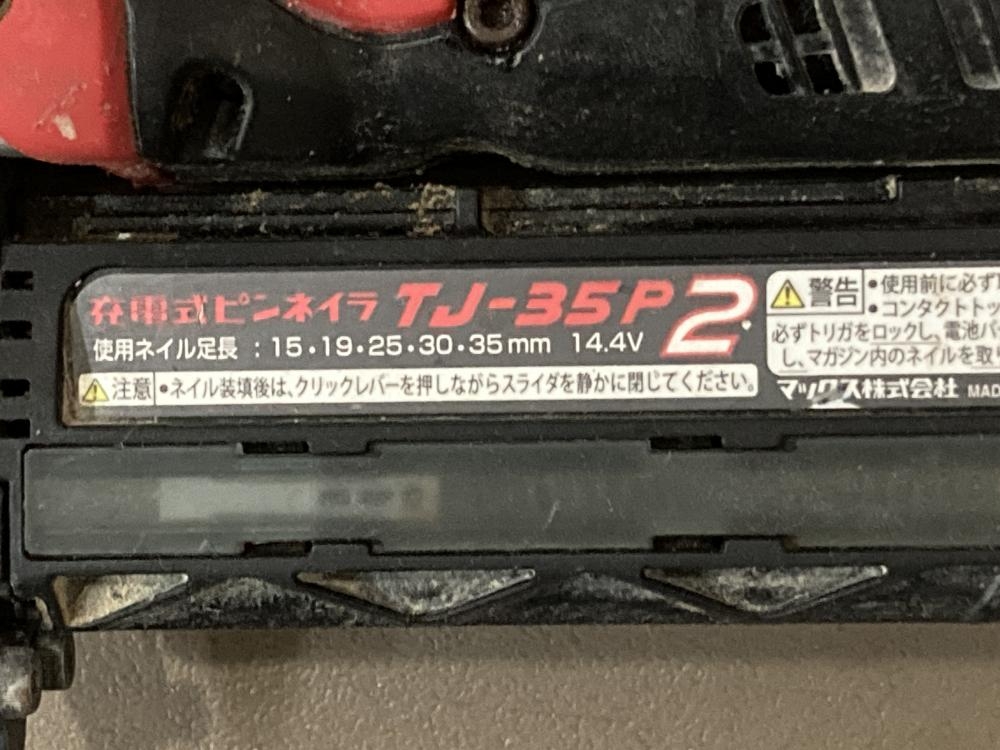 充電式ピンネイラ TJ-35P2
使用ネイル足長 : 15・19・25・30・35mm 14.4V
注意 •ネイル装填後は、クリックレバーを押しながらスライダを静かに閉じてください。
警告 •使用前に必ず
•コンタクトトッ
必ずトリガをロックし、電池パ
し、マガジン内のネイルを取
マックス株式会社 MAD